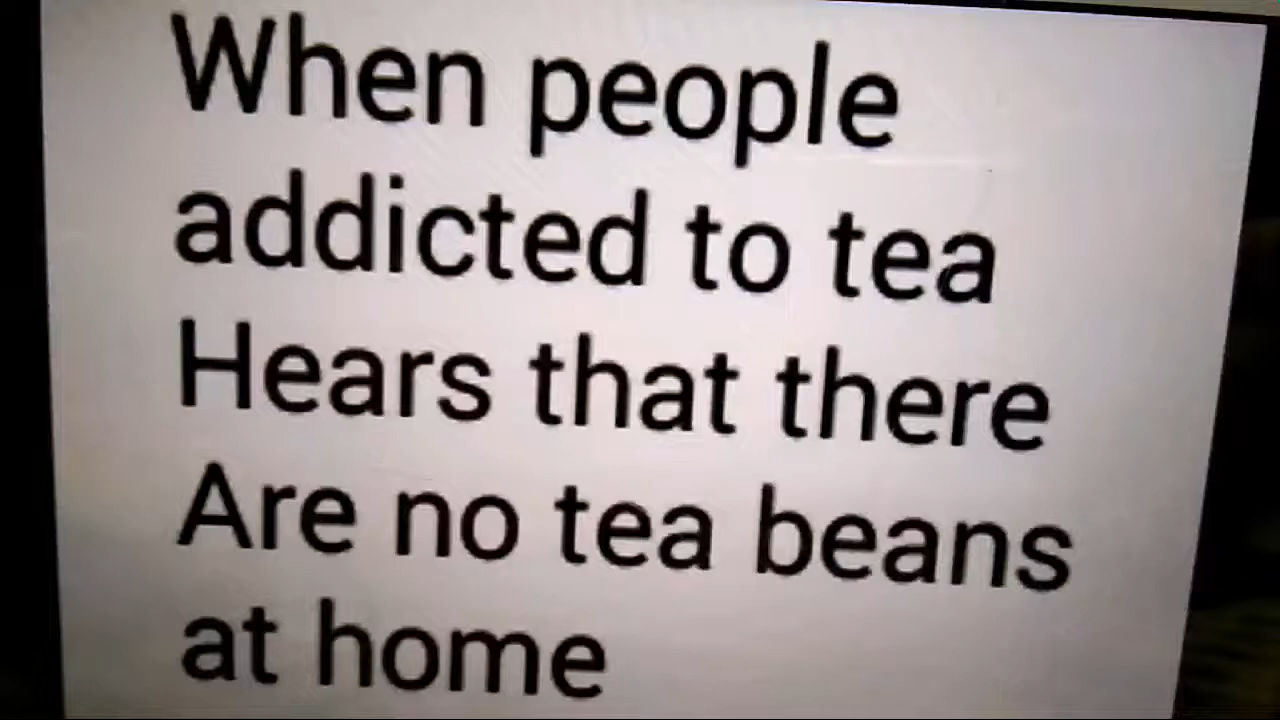 When people
addicted to tea
Hears that there
Are no tea beans
at home